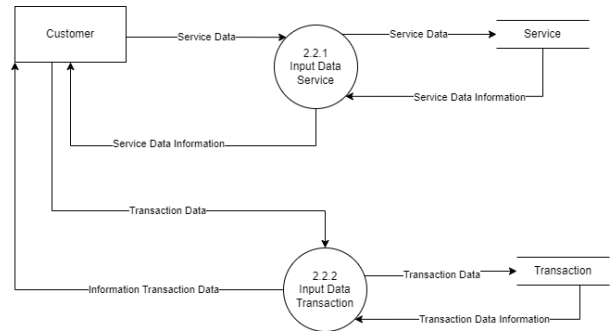 Customer
Service Data
2.2.1
Input Data
Service
Service Data
Service
Service Data Information
Service Data Information
Transaction Data
2.2.2
Input Data
Transaction
Transaction Data
Transaction
Information Transaction Data
Transaction Data Information